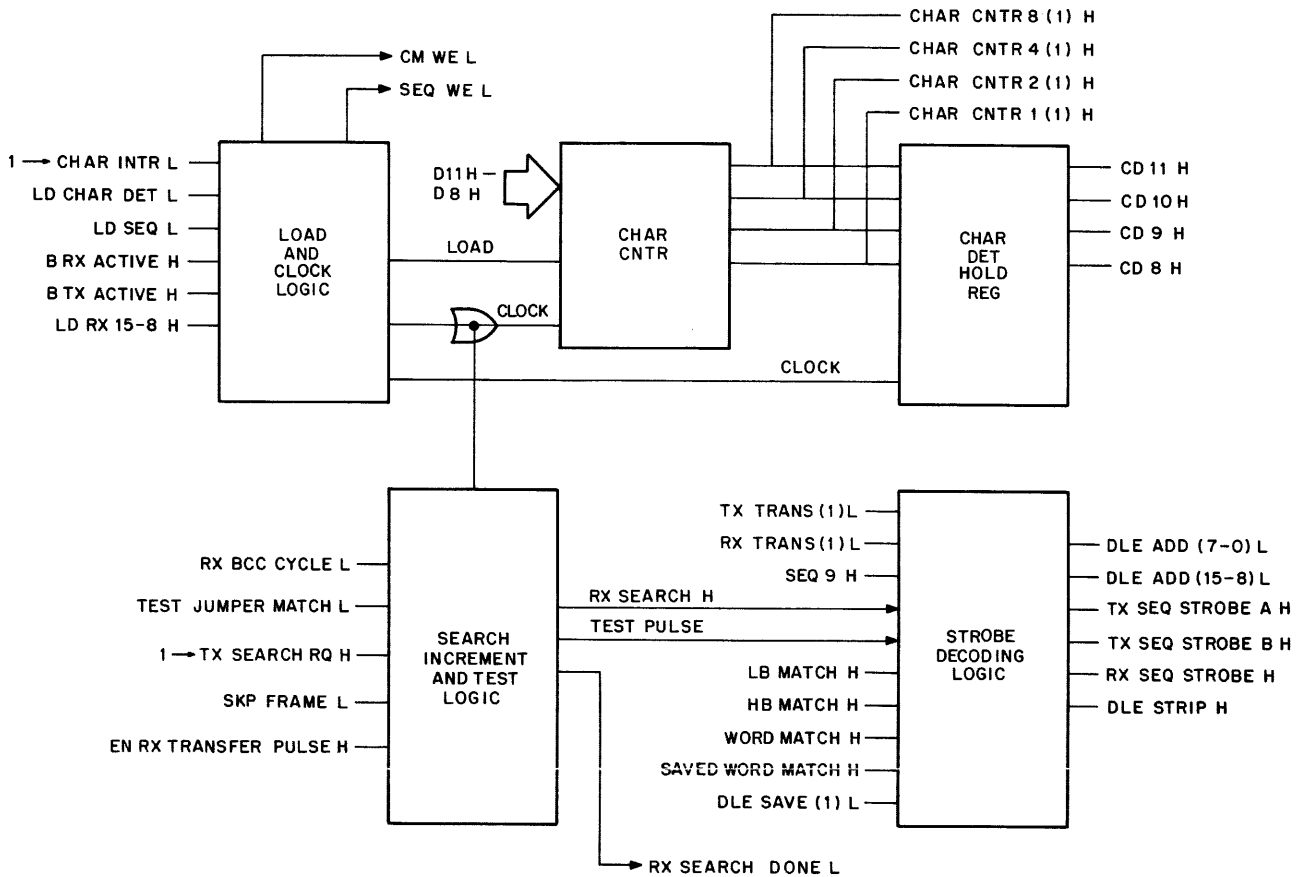 CHAR CNTR 8 (1) H
CHAR CNTR 4 (1) H
CHAR CNTR 2 (1) H
CHAR CNTR 1 (1) H
CM WE L
SEQ WE L
1 → CHAR INTR L
LD CHAR DET L
LD SEQ L
B RX ACTIVE H
B TX ACTIVE H
LD RX 15-8 H
LOAD
AND
CLOCK
LOGIC
LOAD
CLOCK
CLOCK
D11 H –
D8 H
CHAR
CNTR
CHAR
DET
HOLD
REG
CD 11 H
CD 10 H
CD 9 H
CD 8 H
RX BCC CYCLE L
TEST JUMPER MATCH L
1 → TX SEARCH RQ H
SKP FRAME L
EN RX TRANSFER PULSE H
SEARCH
INCREMENT
AND TEST
LOGIC
RX SEARCH H
TEST PULSE
RX SEARCH DONE L
TX TRANS (1) L
RX TRANS (1) L
SEQ 9 H
LB MATCH H
HB MATCH H
WORD MATCH H
SAVED WORD MATCH H
DLE SAVE (1) L
STROBE
DECODING
LOGIC
DLE ADD (7-0) L
DLE ADD (15-8) L
TX SEQ STROBE A H
TX SEQ STROBE B H
RX SEQ STROBE H
DLE STRIP H